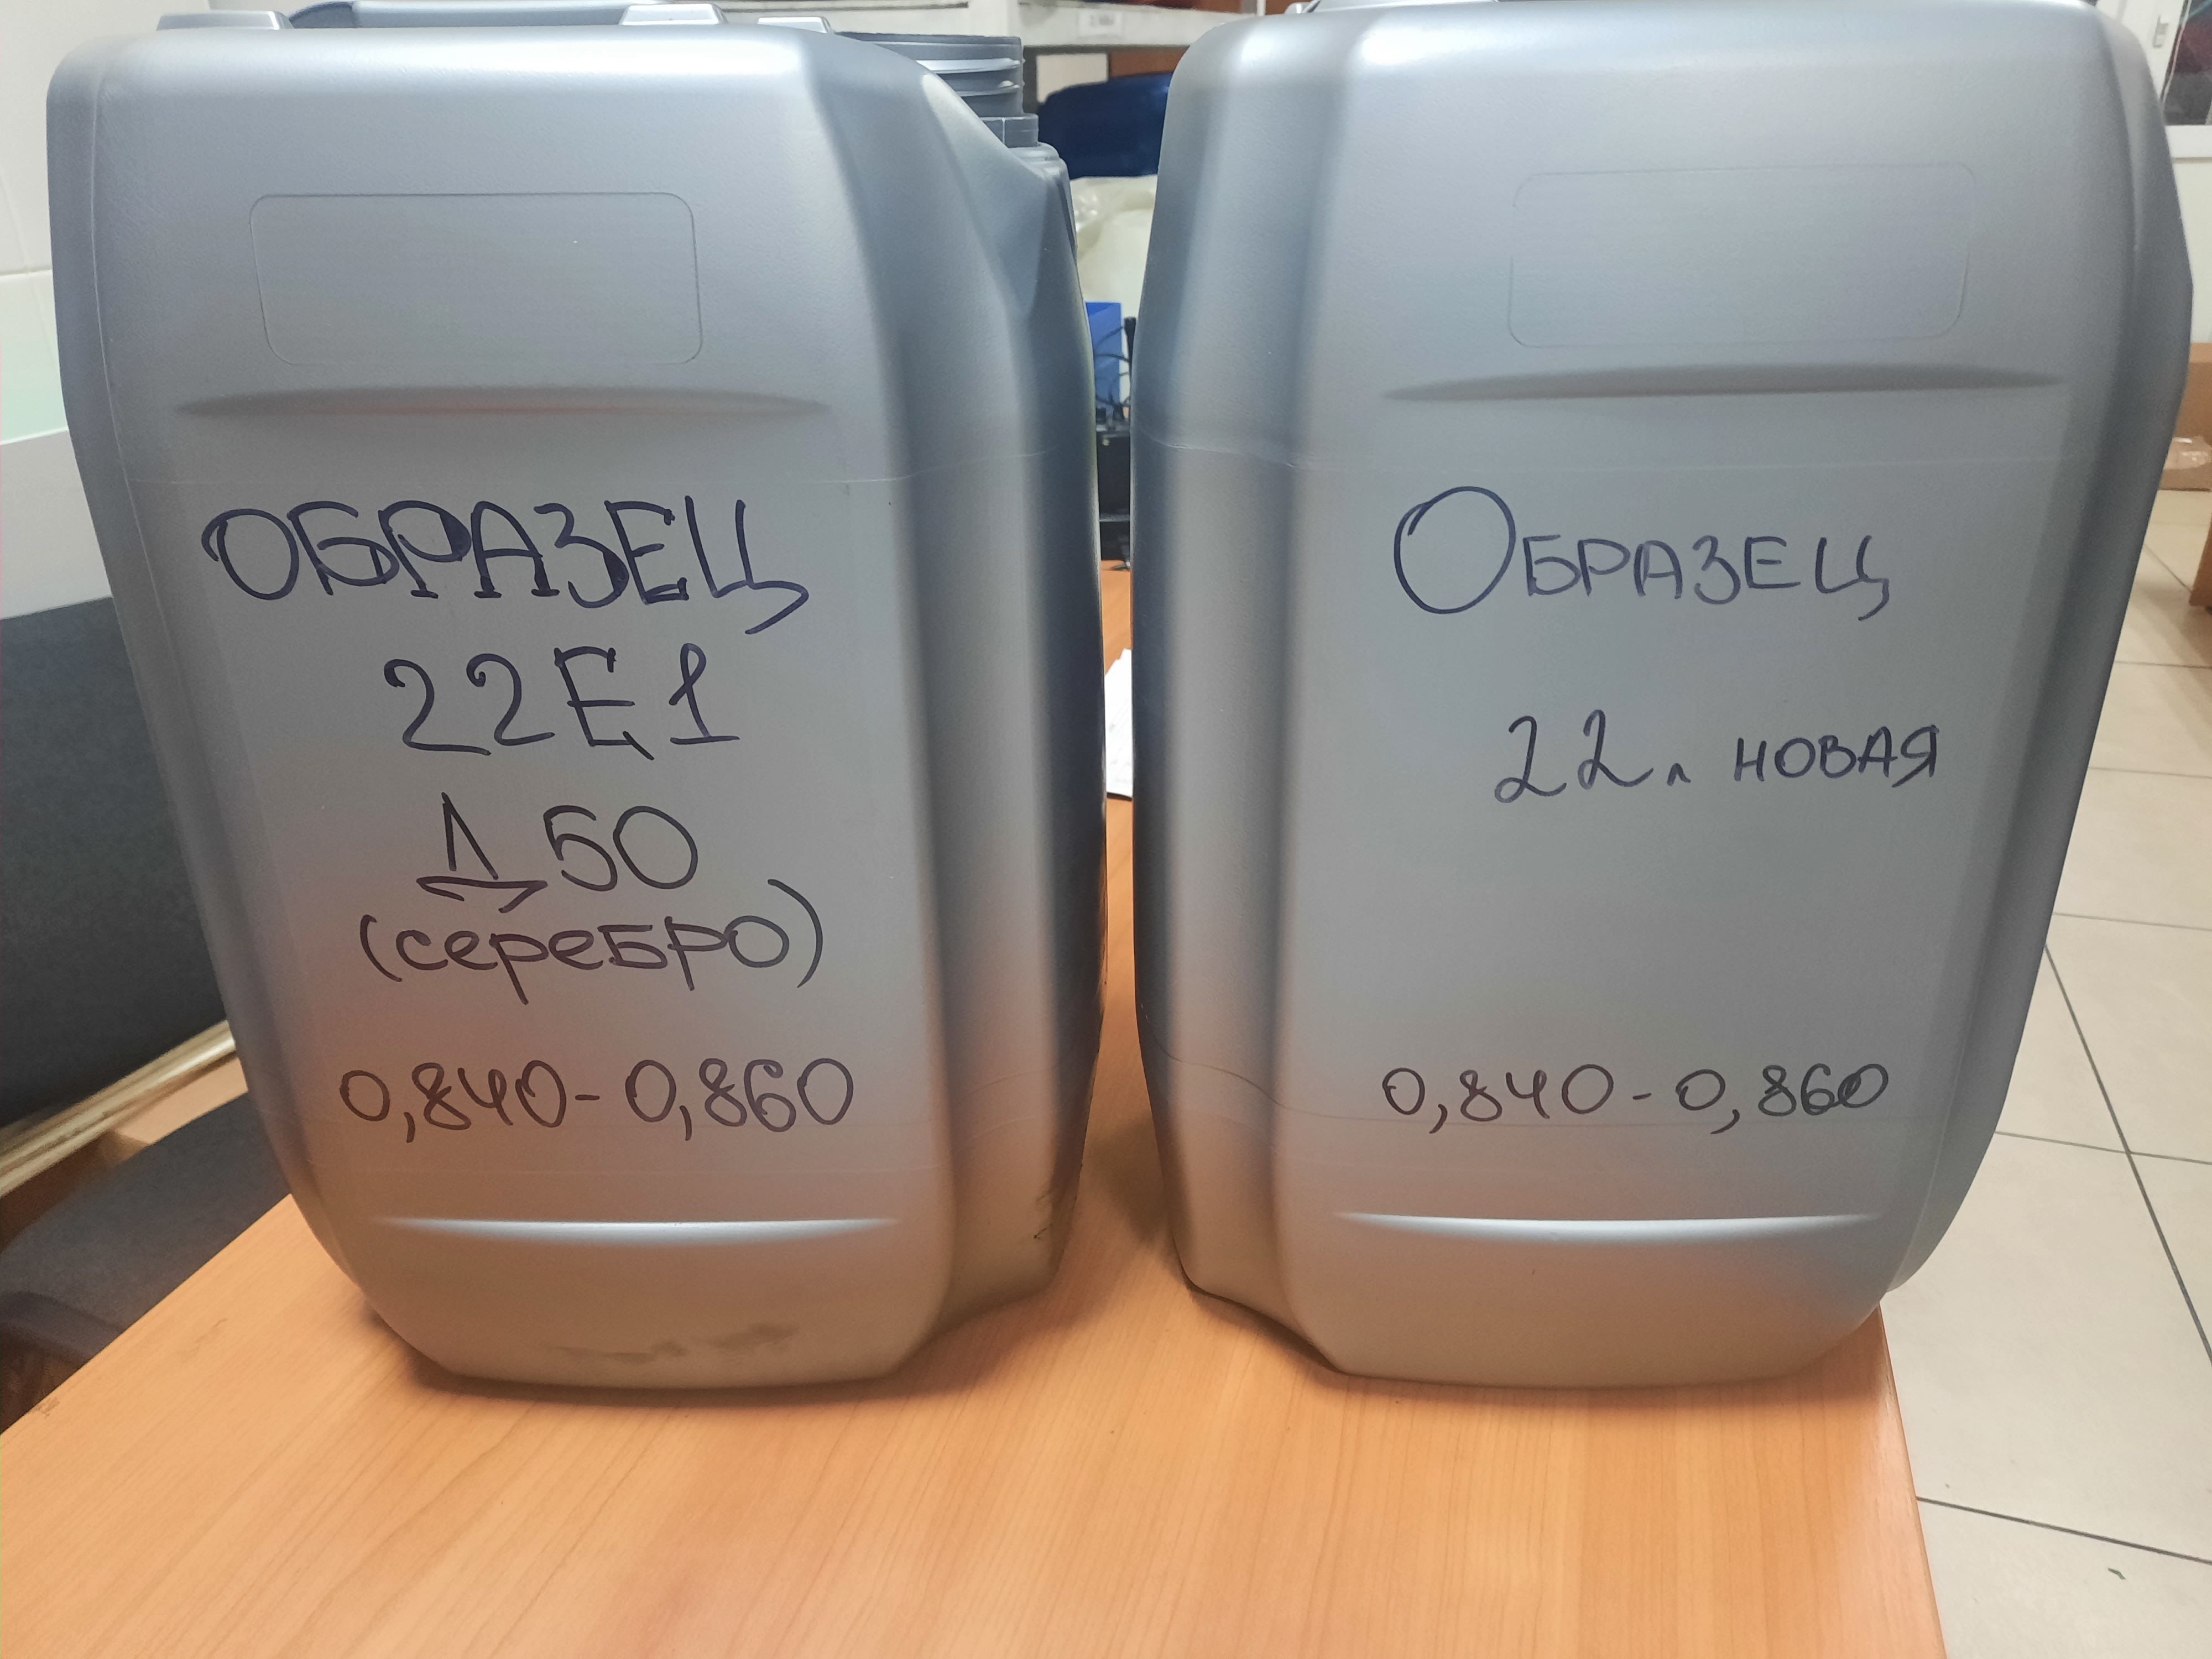 ОБРАЗЕЦ
22Е1
Д50
(серебро)
0,840-0,860
ОБРАЗЕЦ
22л новая
0,840-0,860